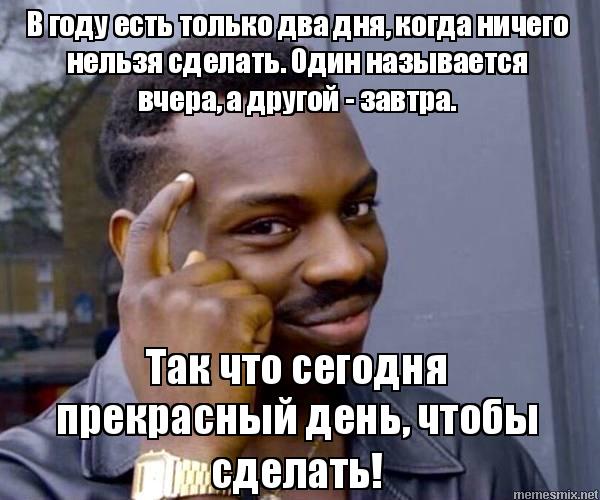 В году есть только два дня, когда ничего
нельзя сделать. Один называется
вчера, а другой - завтра.
Так что сегодня
прекрасный день, чтобы
сделать!
memesmix.net